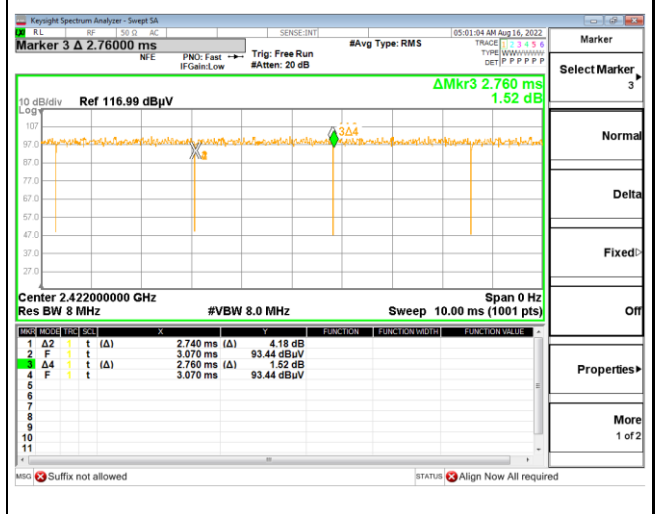 Keysight Spectrum Analyzer - Swept SA
RL RF 50 Ω AC SENSE:INT 05:01:04 AM Aug 16, 2022
Marker 3 Δ 2.76000 ms
NFE
PNO: Fast
IFGain:Low
Trig: Free Run
#Atten: 20 dB
#Avg Type: RMS
TRACE 1 2 3 4 5 6
TYPE WWWWWW
DET P P P P P P
ΔMkr3 2.760 ms
1.52 dB
10 dB/div Ref 116.99 dBµV
Log
107
97.0
87.0
77.0
67.0
57.0
47.0
37.0
27.0
3Δ4
Center 2.422000000 GHz Span 0 Hz
Res BW 8 MHz #VBW 8.0 MHz Sweep 10.00 ms (1001 pts)
MKR MODE TRC SCL X Y FUNCTION FUNCTION WIDTH FUNCTION VALUE
1 Δ2 1 t (Δ) 2.740 ms (Δ) 4.18 dB
2 F 1 t 3.070 ms 93.44 dBµV
3 Δ4 1 t (Δ) 2.760 ms (Δ) 1.52 dB
4 F 1 t 3.070 ms 93.44 dBµV
5
6
7
8
9
10
11
MSG Suffix not allowed STATUS Align Now All required
Marker
Select Marker
3
Normal
Delta
Fixed
Off
Properties
More
1 of 2